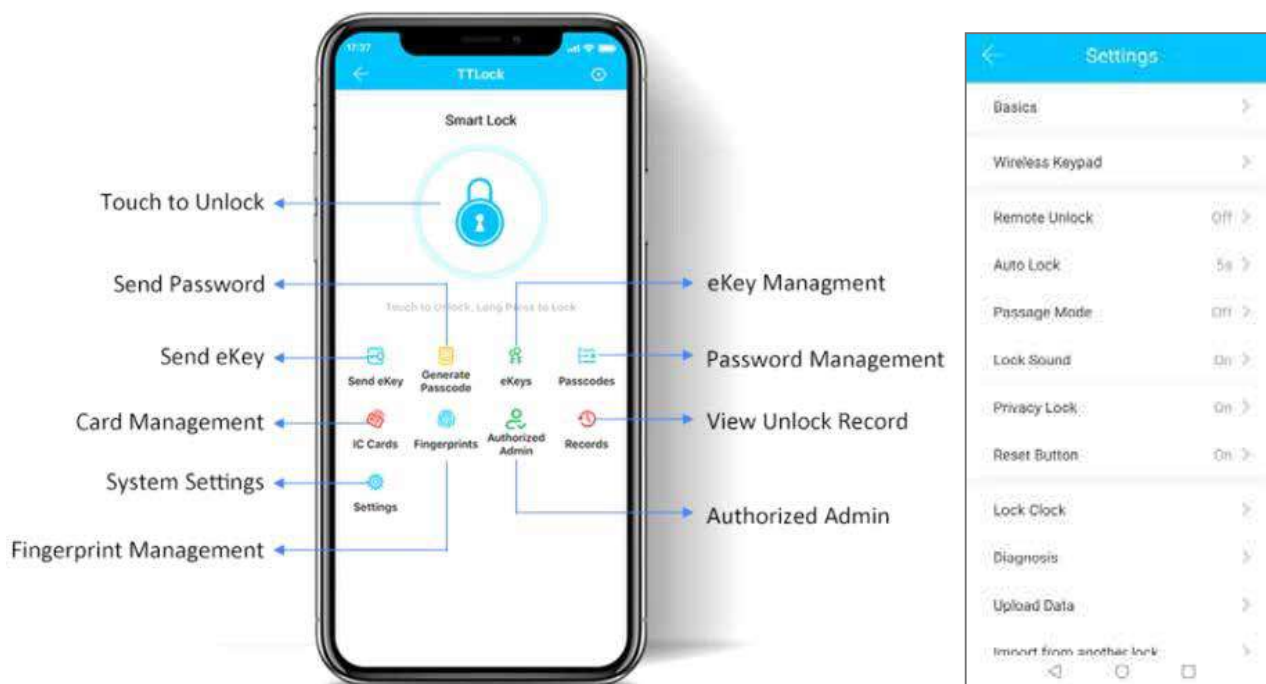 17:37
TTLock
Smart Lock
Touch to Unlock
Send Password
eKey Managment
Touch to Unlock, Long Press to Lock
Send eKey
Password Management
Send eKey
Generate
Passcode
eKeys
Passcodes
Card Management
View Unlock Record
IC Cards
Fingerprints
Authorized
Admin
Records
System Settings
Settings
Authorized Admin
Fingerprint Management
Settings
Basics
Wireless Keypad
Remote Unlock Off
Auto Lock 5s
Passage Mode Off
Lock Sound On
Privacy Lock On
Reset Button On
Lock Clock
Diagnosis
Upload Data
Import from another lock